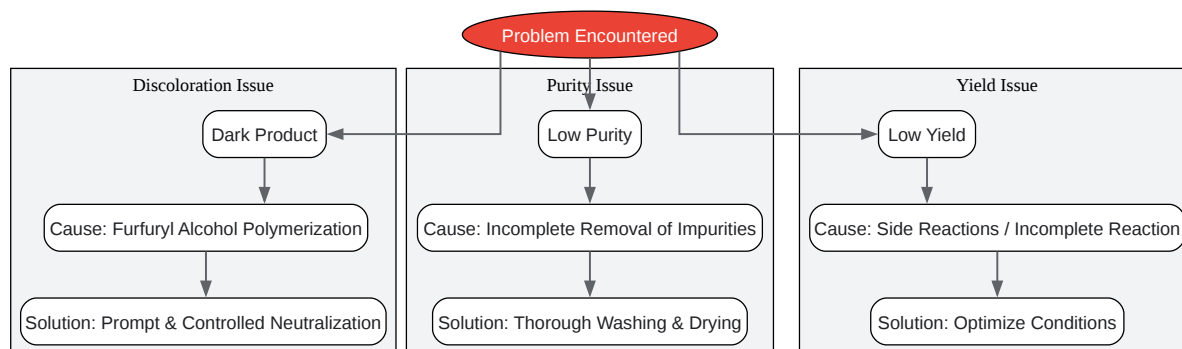 Problem Encountered
Discoloration Issue
Dark Product
Cause: Furfuryl Alcohol Polymerization
Solution: Prompt & Controlled Neutralization
Purity Issue
Low Purity
Cause: Incomplete Removal of Impurities
Solution: Thorough Washing & Drying
Yield Issue
Low Yield
Cause: Side Reactions / Incomplete Reaction
Solution: Optimize Conditions